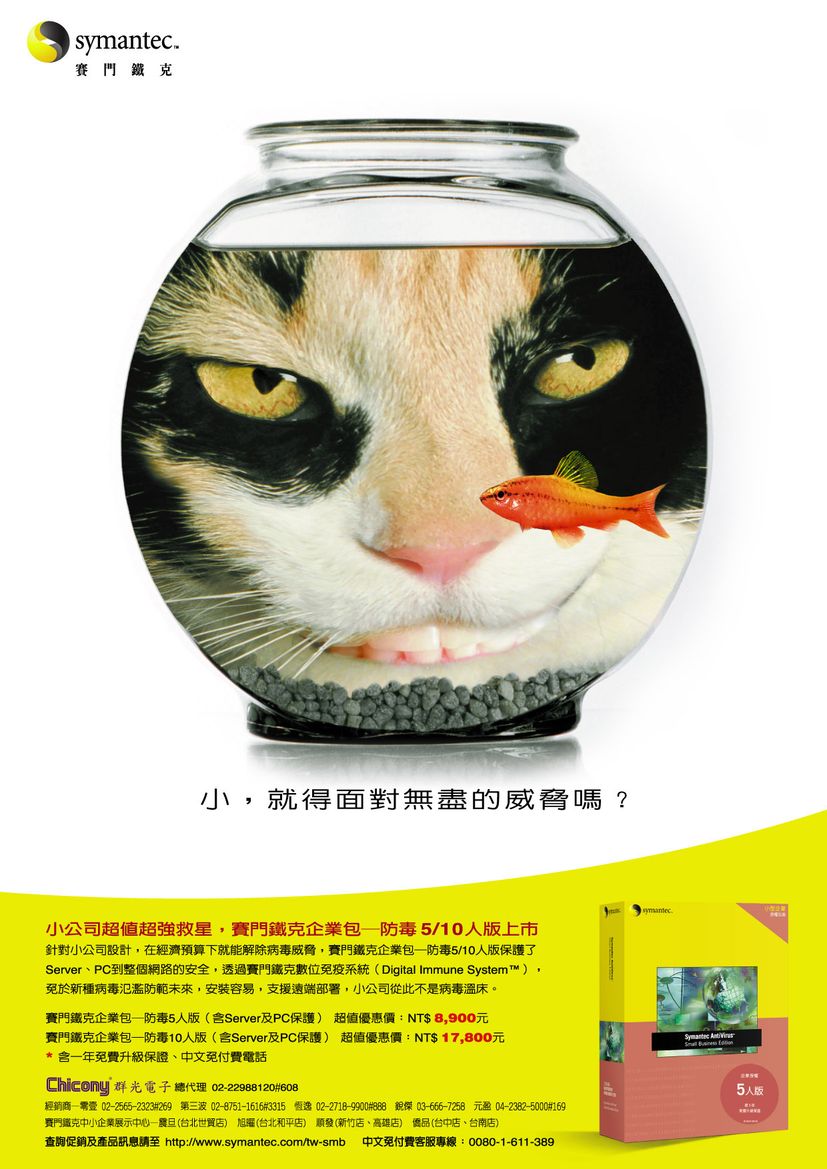 symantec.™
賽門鐵克
小，就得面對無盡的威脅嗎？
小公司超值超強救星，賽門鐵克企業包─防毒 5/10人版上市
針對小公司設計，在經濟預算下就能解除病毒威脅，賽門鐵克企業包─防毒5/10人版保護了
Server、PC到整個網路的安全，透過賽門鐵克數位免疫系統（Digital Immune System™），
免於新種病毒氾濫防範未來，安裝容易，支援遠端部署，小公司從此不是病毒溫床。
賽門鐵克企業包─防毒5人版（含Server及PC保護） 超值優惠價：NT$ 8,900元
賽門鐵克企業包─防毒10人版（含Server及PC保護） 超值優惠價：NT$ 17,800元
* 含一年免費升級保證、中文免付費電話
Chicony 群光電子 總代理 02-22988120#608
經銷商─零壹 02-2565-2323#269 第三波 02-8751-1616#3315 恆逸 02-2718-9900#888 銳傑 03-666-7258 元盈 04-2382-5000#169
賽門鐵克中小企業展示中心─震旦(台北世貿店) 旭曜(台北和平店) 順發(新竹店、高雄店) 僑品(台中店、台南店)
查詢促銷及產品訊息請至 http://www.symantec.com/tw-smb 中文免付費客服專線：0080-1-611-389
symantec.
symantec.
小型企業
Symantec AntiVirus
Symantec AntiVirus™
Small Business Edition
企業授權
5人版